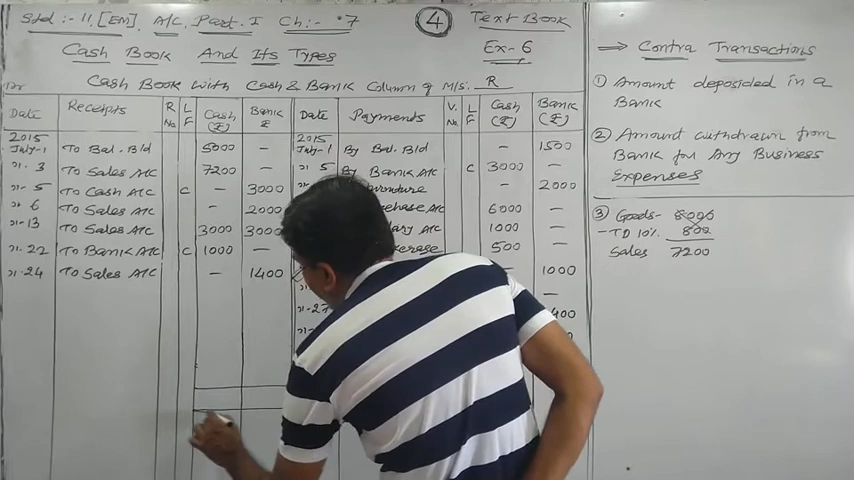 Std :- 11. [EM] A/C. Part. I Ch:- 7 4 Text Book
Cash Book And Its Types Ex-6
Dr Cash Book With Cash & Bank Column of M/s. R
Date Receipts R No L F Cash (₹) Bank ₹ Date Payments V. No L F Cash (₹) Bank (₹)
2015 2015
July-1 To Bal. B/d 5000 - July-1 By Bal. B/d - 1500
"- 3 To Sales A/C 7200 - "- 5 By Bank A/C C 3000 -
"- 5 To Cash A/C C - 3000 - 2000
"- 6 To Sales A/C - 2000 A/C 6000 -
"-13 To Sales A/C 3000 3000 A/C 1000 -
"- 22 To Bank A/C C 1000 - 500 -
"-24 To Sales A/C - 1400 1000
-
"-27 400
⇒ Contra Transactions
① Amount deposided in a
Bank
② Amount withdrawn from
Bank for Any Business
Expenses
③ Goods- 8000
- TD 10% 800
Sales 7200